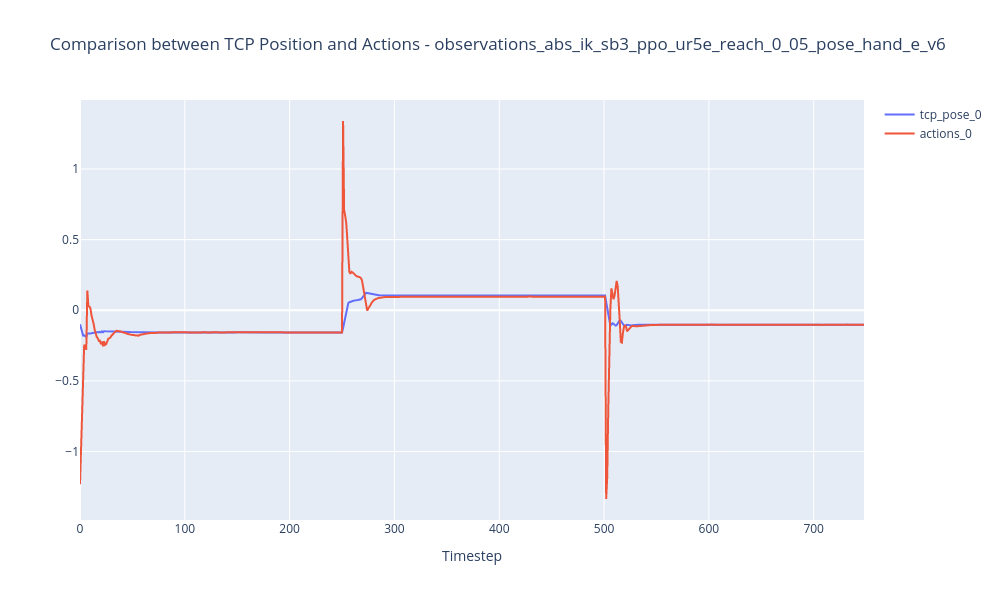 Comparison between TCP Position and Actions - observations_abs_ik_sb3_ppo_ur5e_reach_0_05_pose_hand_e_v6
tcp_pose_0
actions_0
1
0.5
0
−0.5
−1
0 100 200 300 400 500 600 700
Timestep